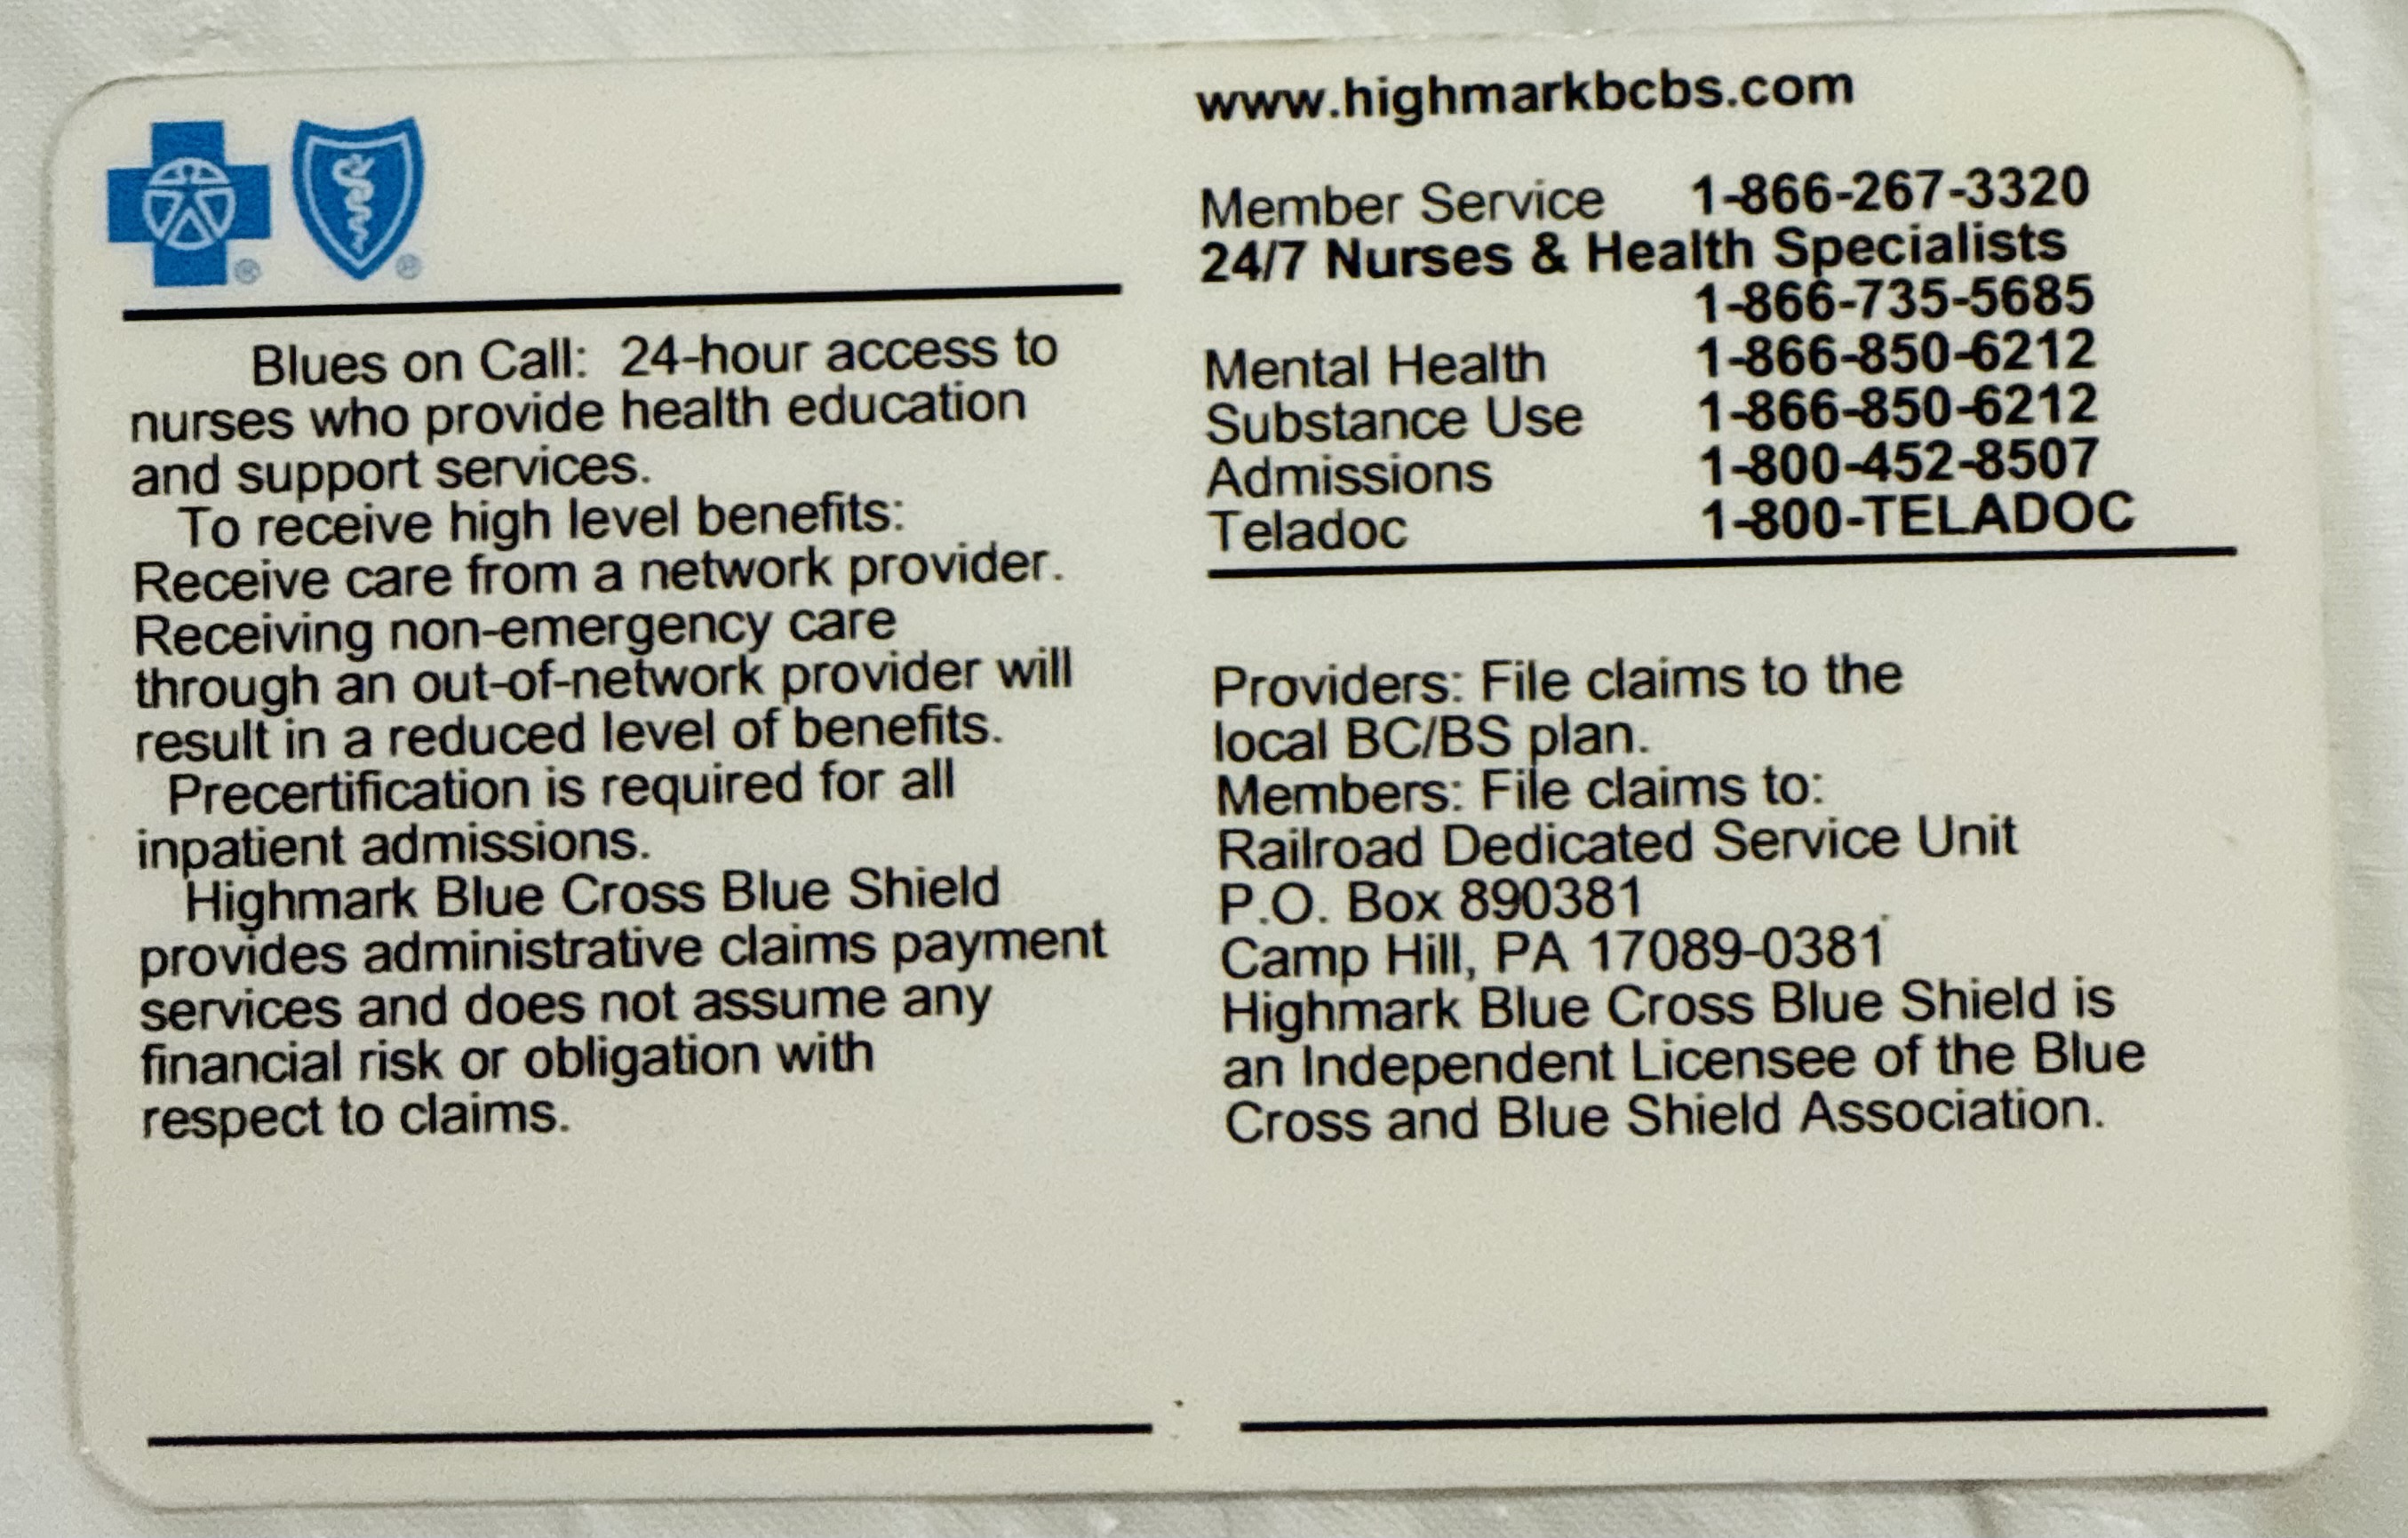 Blues on Call: 24-hour access to
nurses who provide health education
and support services.
To receive high level benefits:
Receive care from a network provider.
Receiving non-emergency care
through an out-of-network provider will
result in a reduced level of benefits.
Precertification is required for all
inpatient admissions.
Highmark Blue Cross Blue Shield
provides administrative claims payment
services and does not assume any
financial risk or obligation with
respect to claims.
www.highmarkbcbs.com
Member Service 1-866-267-3320
24/7 Nurses & Health Specialists
1-866-735-5685
Mental Health 1-866-850-6212
Substance Use 1-866-850-6212
Admissions 1-800-452-8507
Teladoc 1-800-TELADOC
Providers: File claims to the
local BC/BS plan.
Members: File claims to:
Railroad Dedicated Service Unit
P.O. Box 890381
Camp Hill, PA 17089-0381
Highmark Blue Cross Blue Shield is
an Independent Licensee of the Blue
Cross and Blue Shield Association.